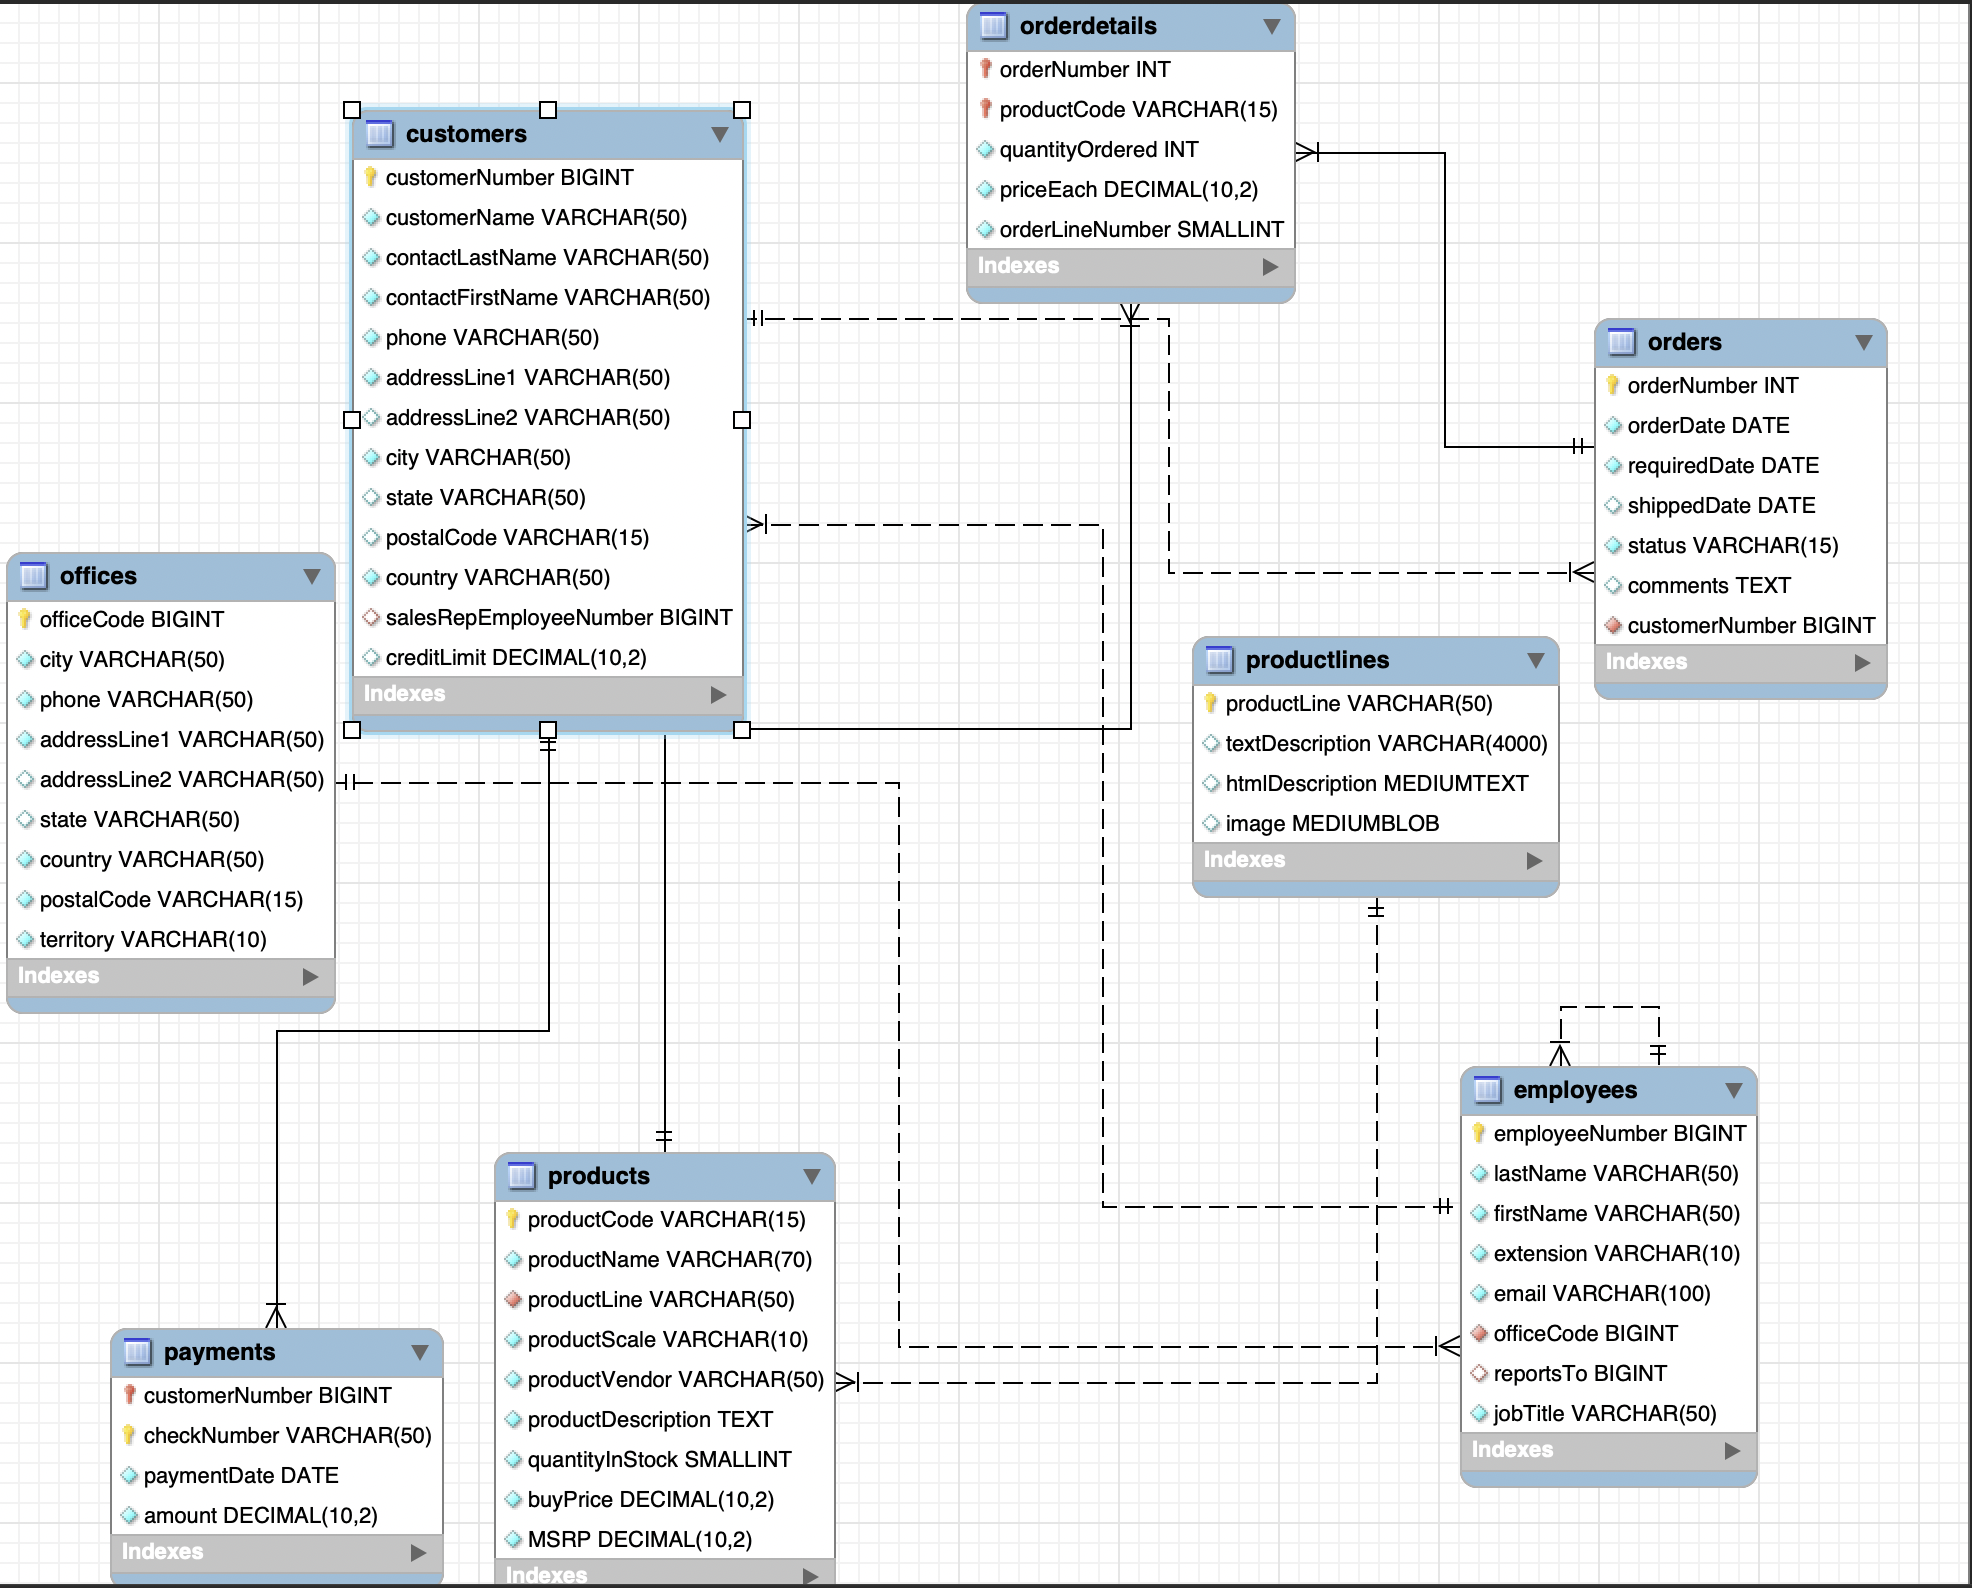 orderdetails
orderNumber INT
productCode VARCHAR(15)
quantityOrdered INT
priceEach DECIMAL(10,2)
orderLineNumber SMALLINT
Indexes
customers
customerNumber BIGINT
customerName VARCHAR(50)
contactLastName VARCHAR(50)
contactFirstName VARCHAR(50)
phone VARCHAR(50)
addressLine1 VARCHAR(50)
addressLine2 VARCHAR(50)
city VARCHAR(50)
state VARCHAR(50)
postalCode VARCHAR(15)
country VARCHAR(50)
salesRepEmployeeNumber BIGINT
creditLimit DECIMAL(10,2)
Indexes
orders
orderNumber INT
orderDate DATE
requiredDate DATE
shippedDate DATE
status VARCHAR(15)
comments TEXT
customerNumber BIGINT
Indexes
offices
officeCode BIGINT
city VARCHAR(50)
phone VARCHAR(50)
addressLine1 VARCHAR(50)
addressLine2 VARCHAR(50)
state VARCHAR(50)
country VARCHAR(50)
postalCode VARCHAR(15)
territory VARCHAR(10)
Indexes
productlines
productLine VARCHAR(50)
textDescription VARCHAR(4000)
htmlDescription MEDIUMTEXT
image MEDIUMBLOB
Indexes
employees
employeeNumber BIGINT
lastName VARCHAR(50)
firstName VARCHAR(50)
extension VARCHAR(10)
email VARCHAR(100)
officeCode BIGINT
reportsTo BIGINT
jobTitle VARCHAR(50)
Indexes
products
productCode VARCHAR(15)
productName VARCHAR(70)
productLine VARCHAR(50)
productScale VARCHAR(10)
productVendor VARCHAR(50)
productDescription TEXT
quantityInStock SMALLINT
buyPrice DECIMAL(10,2)
MSRP DECIMAL(10,2)
Indexes
payments
customerNumber BIGINT
checkNumber VARCHAR(50)
paymentDate DATE
amount DECIMAL(10,2)
Indexes